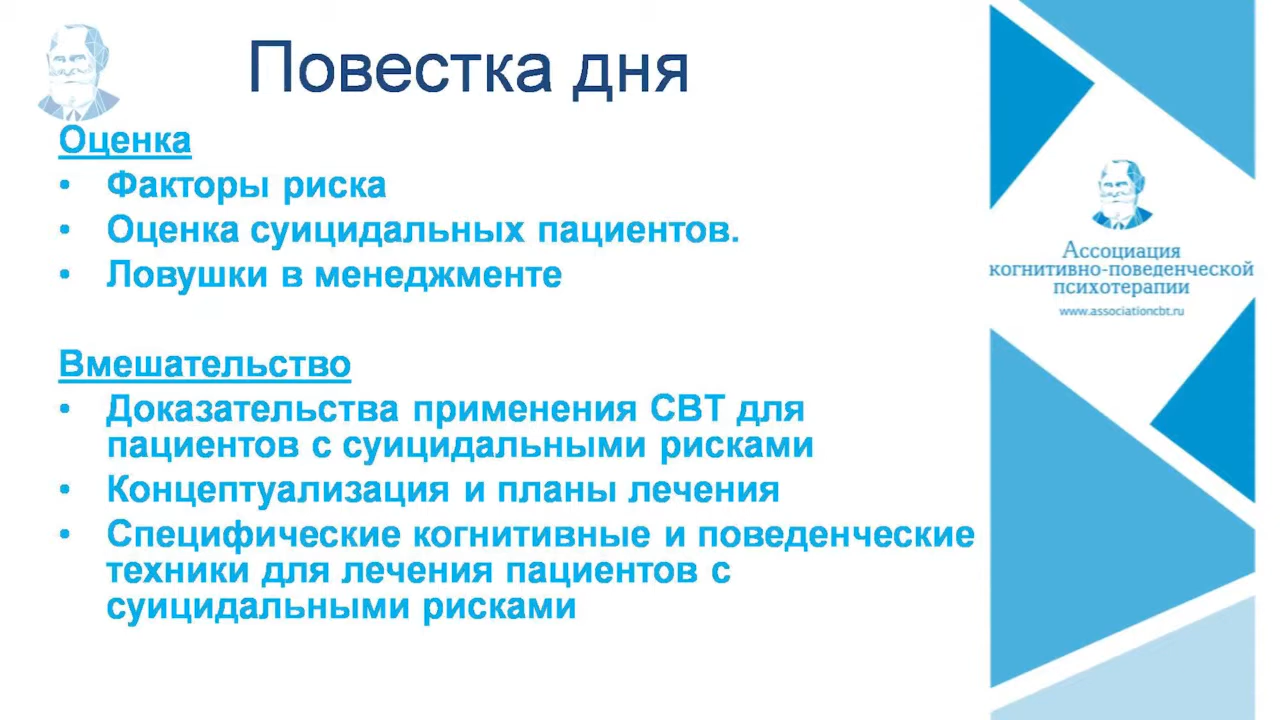 Повестка дня
Оценка
• Факторы риска
• Оценка суицидальных пациентов.
• Ловушки в менеджменте
Вмешательство
• Доказательства применения СВТ для
пациентов с суицидальными рисками
• Концептуализация и планы лечения
• Специфические когнитивные и поведенческие
техники для лечения пациентов с
суицидальными рисками
Ассоциация
когнитивно-поведенческой
психотерапии
www.associationcbt.ru